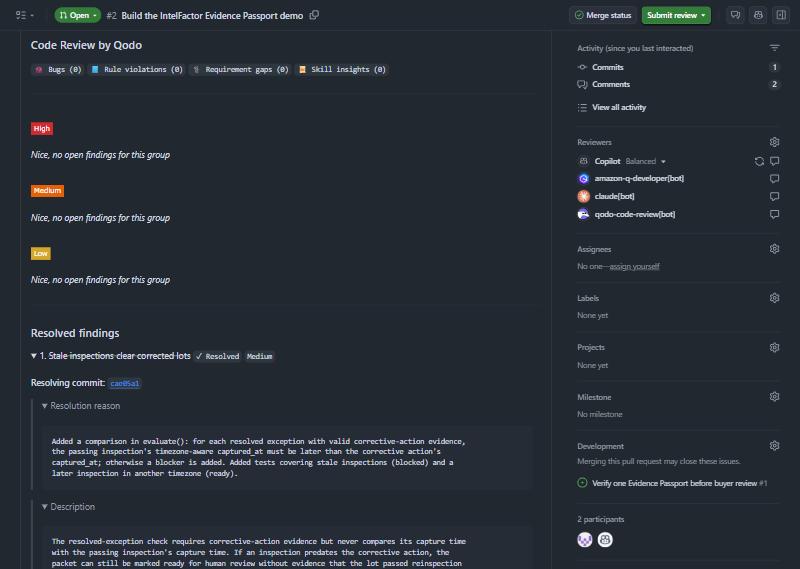 Open #2 Build the IntelFactor Evidence Passport demo
Merge status
Submit review
Code Review by Qodo
Bugs (0) Rule violations (0) Requirement gaps (0) Skill insights (0)
High
Nice, no open findings for this group
Medium
Nice, no open findings for this group
Low
Nice, no open findings for this group
Resolved findings
1. Stale inspections clear corrected lots ✓ Resolved Medium
Resolving commit: cae05a1
Resolution reason
Added a comparison in evaluate(): for each resolved exception with valid corrective-action evidence,
the passing inspection's timezone-aware captured_at must be later than the corrective action's
captured_at; otherwise a blocker is added. Added tests covering stale inspections (blocked) and a
later inspection in another timezone (ready).
Description
The resolved-exception check requires corrective-action evidence but never compares its capture time
with the passing inspection's capture time. If an inspection predates the corrective action, the
packet can still be marked ready for human review without evidence that the lot passed reinspection
Activity (since you last interacted)
Commits 1
Comments 2
View all activity
Reviewers
Copilot Balanced
amazon-q-developer[bot]
claude[bot]
qodo-code-review[bot]
Assignees
No one—assign yourself
Labels
None yet
Projects
None yet
Milestone
No milestone
Development
Merging this pull request may close these issues.
Verify one Evidence Passport before buyer review #1
2 participants